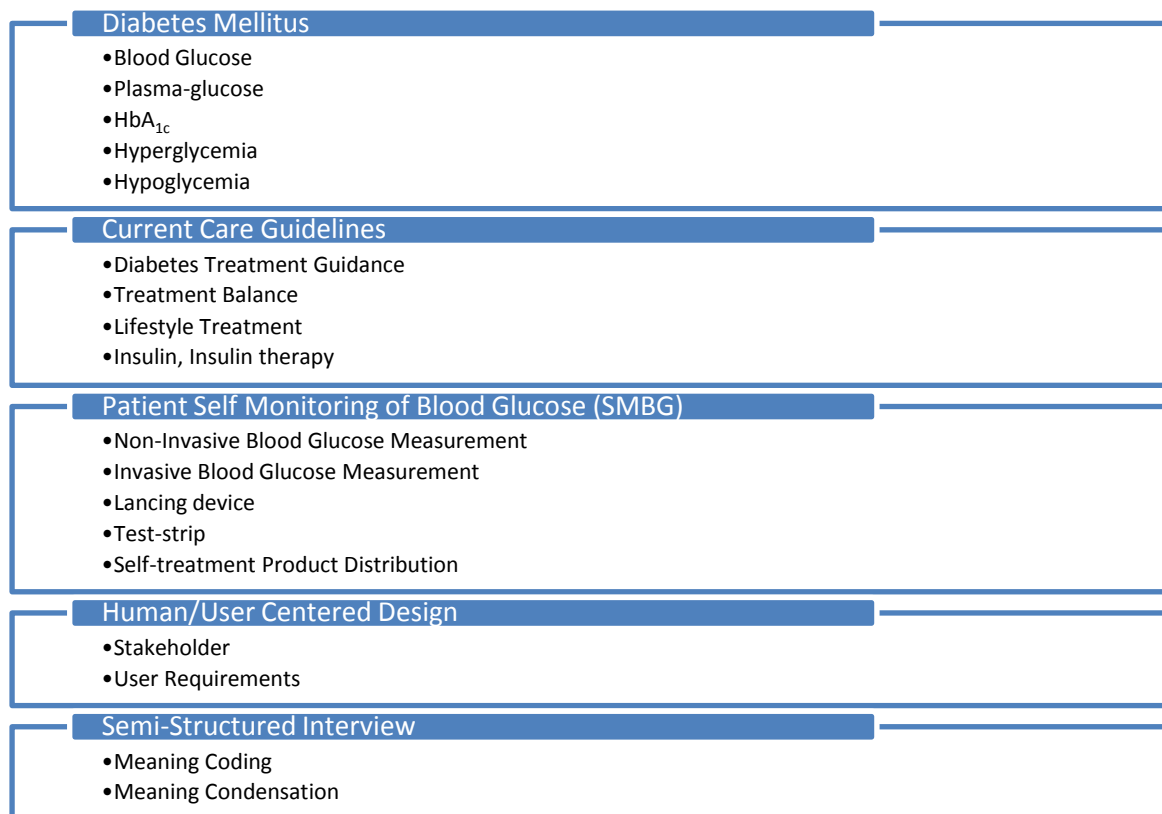 Diabetes Mellitus
•Blood Glucose
•Plasma-glucose
•HbA1c
•Hyperglycemia
•Hypoglycemia
Current Care Guidelines
•Diabetes Treatment Guidance
•Treatment Balance
•Lifestyle Treatment
•Insulin, Insulin therapy
Patient Self Monitoring of Blood Glucose (SMBG)
•Non-Invasive Blood Glucose Measurement
•Invasive Blood Glucose Measurement
•Lancing device
•Test-strip
•Self-treatment Product Distribution
Human/User Centered Design
•Stakeholder
•User Requirements
Semi-Structured Interview
•Meaning Coding
•Meaning Condensation